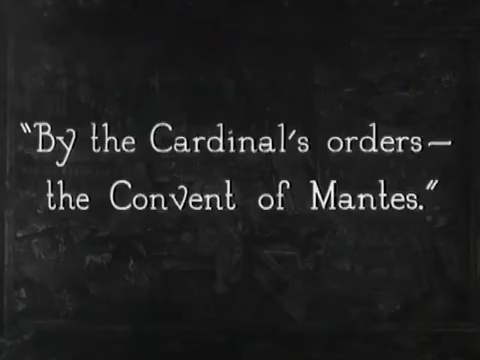 “By the Cardinal's orders—
the Convent of Mantes.”